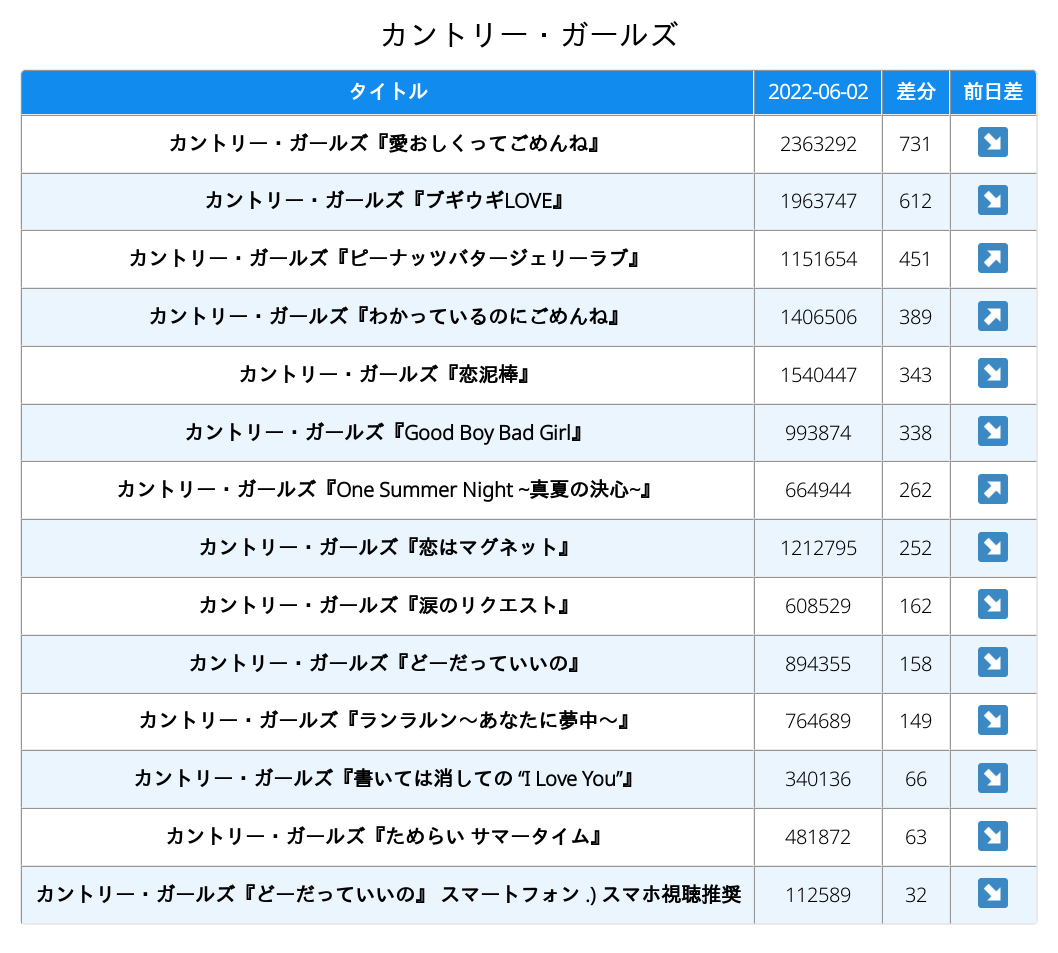 カントリー・ガールズ
タイトル 2022-06-02 差分 前日差
カントリー・ガールズ『愛おしくってごめんね』 2363292 731
カントリー・ガールズ『ブギウギLOVE』 1963747 612
カントリー・ガールズ『ピーナッツバタージェリーラブ』 1151654 451
カントリー・ガールズ『わかっているのにごめんね』 1406506 389
カントリー・ガールズ『恋泥棒』 1540447 343
カントリー・ガールズ『Good Boy Bad Girl』 993874 338
カントリー・ガールズ『One Summer Night ~真夏の決心~』 664944 262
カントリー・ガールズ『恋はマグネット』 1212795 252
カントリー・ガールズ『涙のリクエスト』 608529 162
カントリー・ガールズ『どーだっていいの』 894355 158
カントリー・ガールズ『ランラルン～あなたに夢中～』 764689 149
カントリー・ガールズ『書いては消しての “I Love You”』 340136 66
カントリー・ガールズ『ためらい サマータイム』 481872 63
カントリー・ガールズ『どーだっていいの』 スマートフォン .) スマホ視聴推奨 112589 32